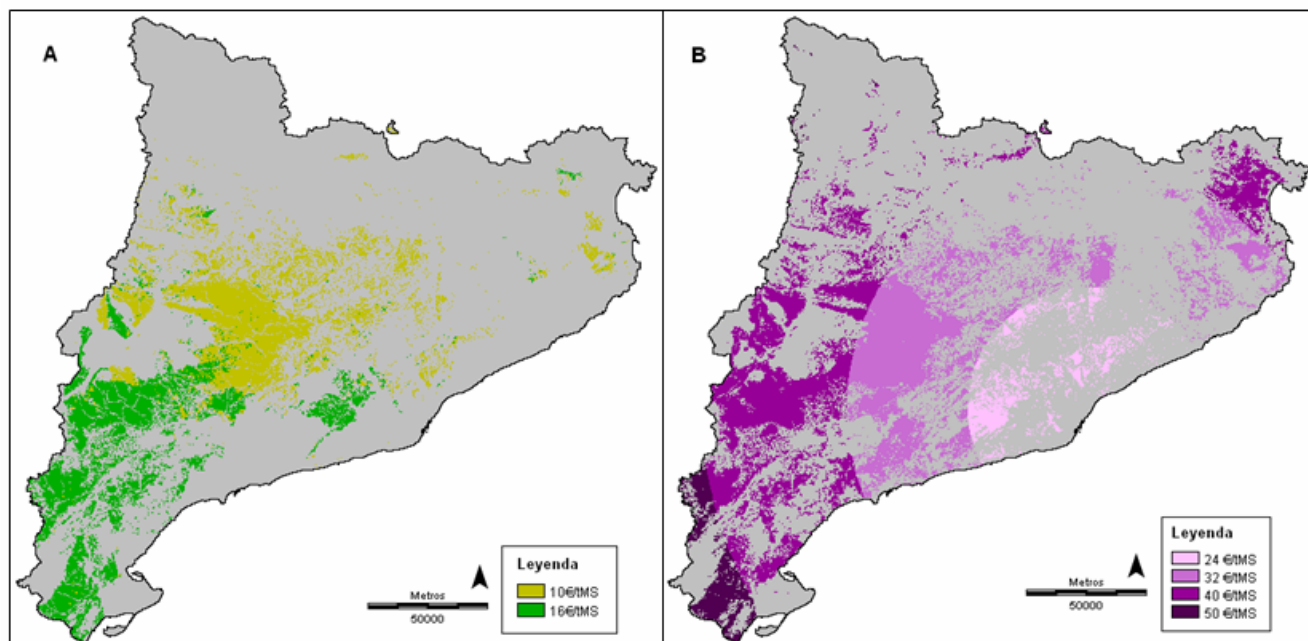 A
Leyenda
10€/tMS
16€/tMS
Metros
50000
B
Leyenda
24 €/tMS
32 €/tMS
40 €/tMS
50 €/tMS
Metros
50000